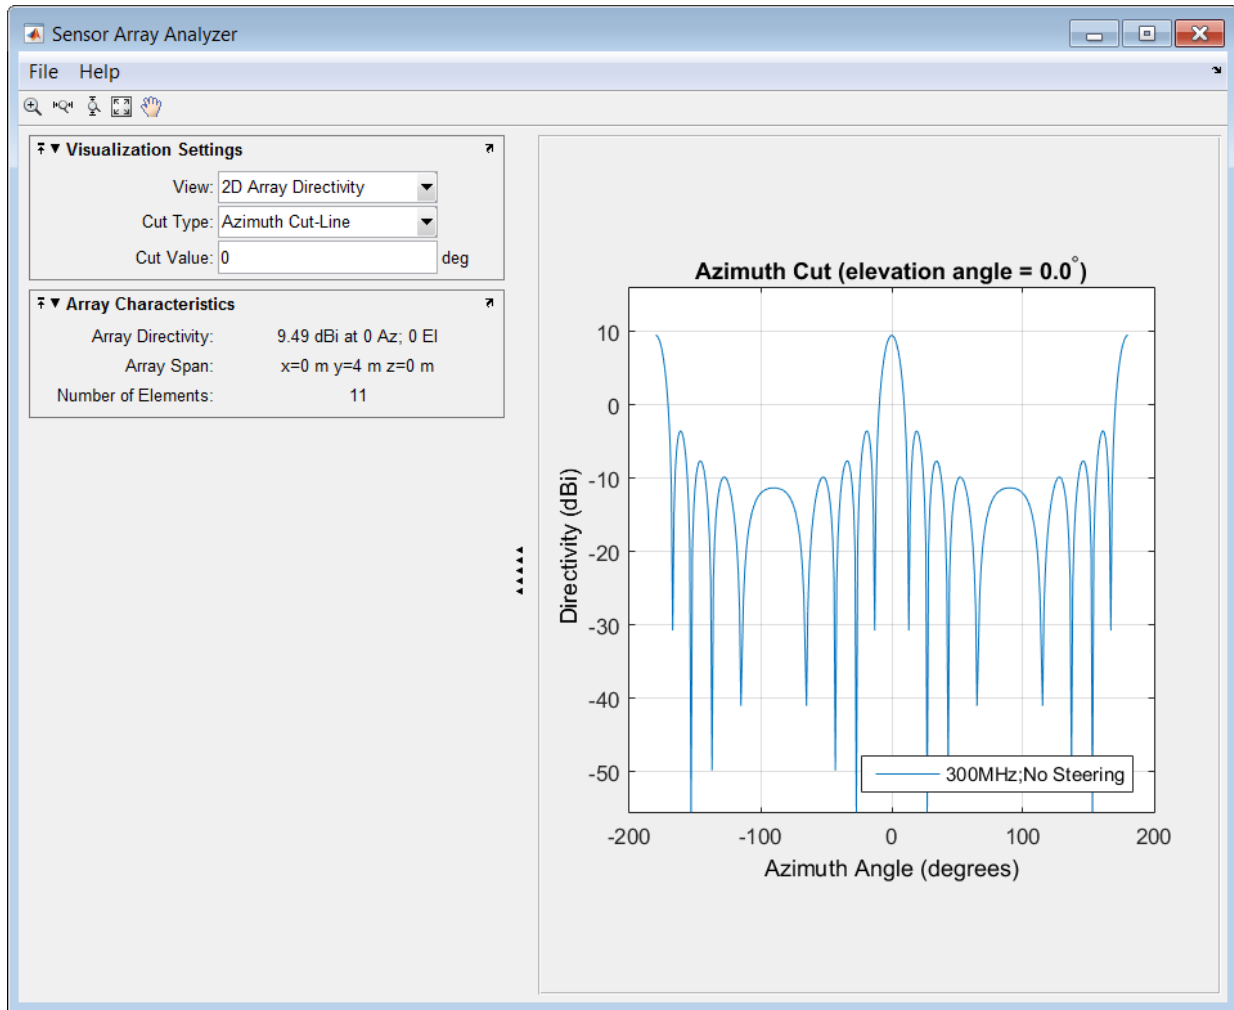 Sensor Array Analyzer
File Help
Visualization Settings
View: 2D Array Directivity
Cut Type: Azimuth Cut-Line
Cut Value: 0 deg
Array Characteristics
Array Directivity: 9.49 dBi at 0 Az; 0 El
Array Span: x=0 m y=4 m z=0 m
Number of Elements: 11
Azimuth Cut (elevation angle = 0.0°)
10
0
-10
-20
-30
-40
-50
Directivity (dBi)
300MHz;No Steering
-200 -100 0 100 200
Azimuth Angle (degrees)